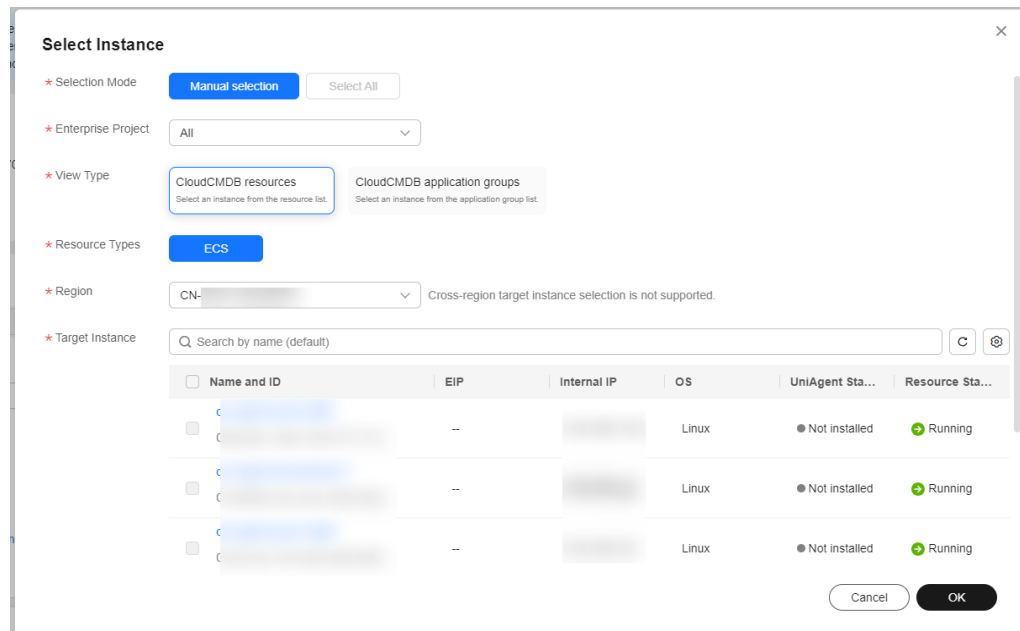 Select Instance
* Selection Mode
Manual selection
Select All
* Enterprise Project
All
* View Type
CloudCMDB resources
Select an instance from the resource list.
CloudCMDB application groups
Select an instance from the application group list.
* Resource Types
ECS
* Region
CN-
Cross-region target instance selection is not supported.
* Target Instance
Search by name (default)
Name and ID
EIP
Internal IP
OS
UniAgent Sta...
Resource Sta...
--
Linux
Not installed
Running
--
Linux
Not installed
Running
--
Linux
Not installed
Running
Cancel
OK